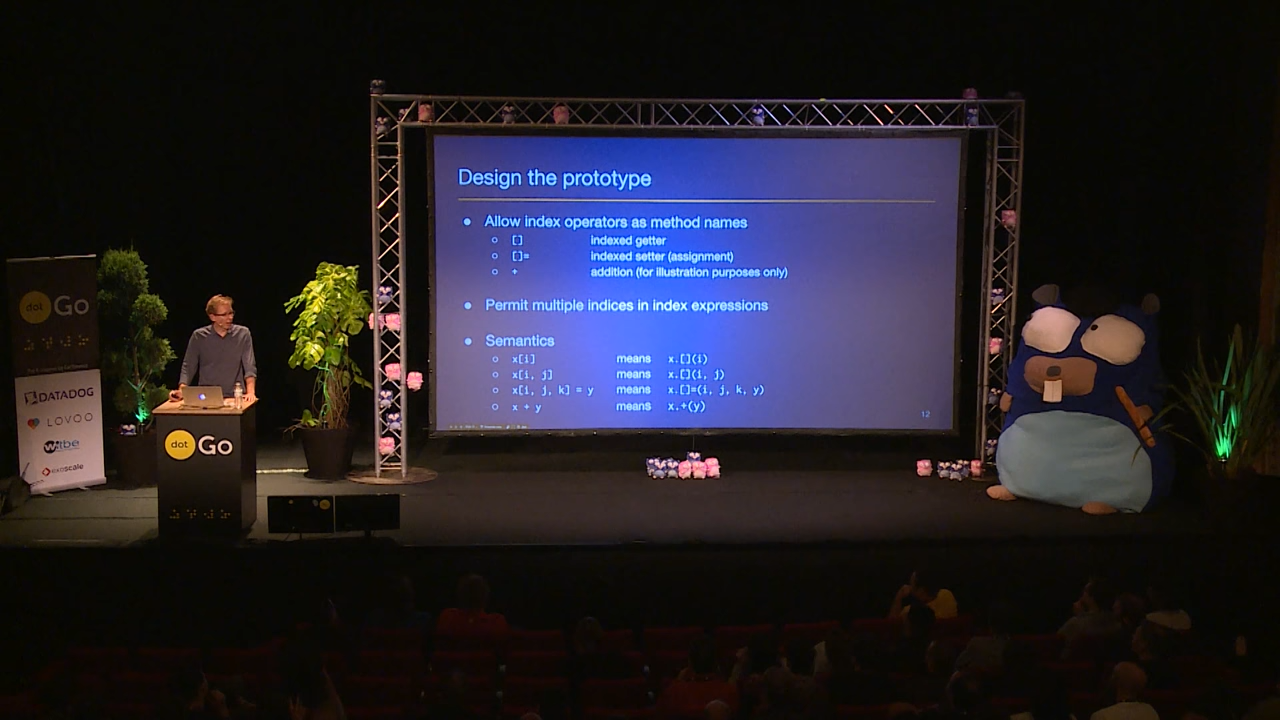 Design the prototype
● Allow index operators as method names
○ [] indexed getter
○ []= indexed setter (assignment)
○ + addition (for illustration purposes only)
● Permit multiple indices in index expressions
● Semantics
○ x[i] means x.[](i)
○ x[i, j] means x.[](i, j)
○ x[i, j, k] = y means x.[]=(i, j, k, y)
○ x + y means x.+(y)
12
dot Go
DATADOG
LOVOO
exoscale
dot Go